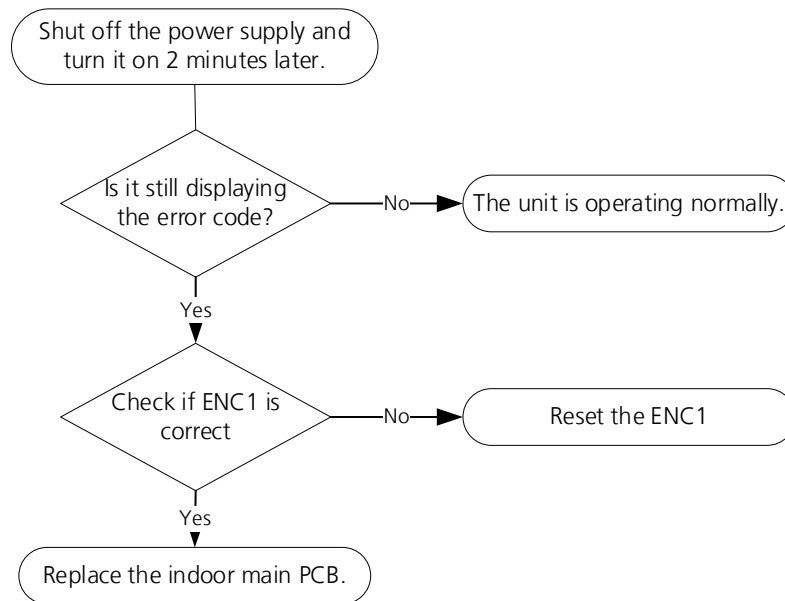 Shut off the power supply and
turn it on 2 minutes later.
Is it still displaying
the error code?
No
The unit is operating normally.
Yes
Check if ENC1 is
correct
No
Reset the ENC1
Yes
Replace the indoor main PCB.